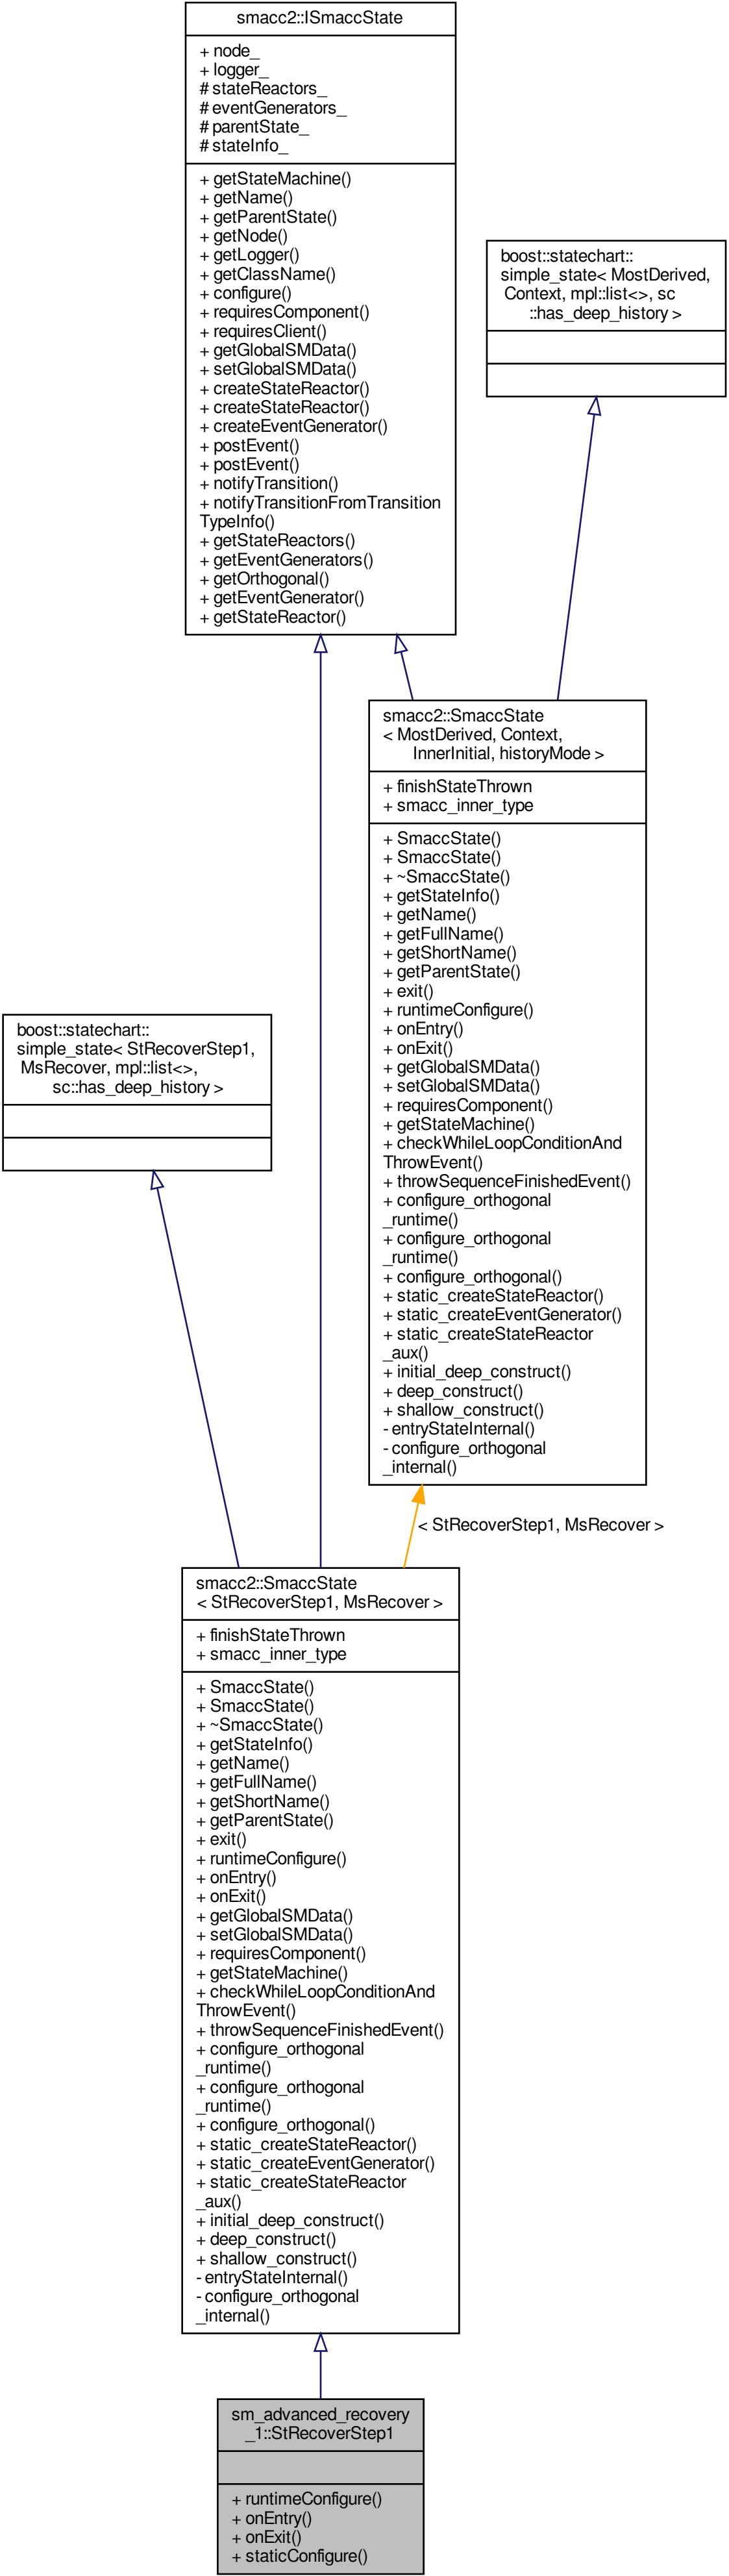 smacc2::ISmaccState
+ node_
+ logger_
# stateReactors_
# eventGenerators_
# parentState_
# stateInfo_
+ getStateMachine()
+ getName()
+ getParentState()
+ getNode()
+ getLogger()
+ getClassName()
+ configure()
+ requiresComponent()
+ requiresClient()
+ getGlobalSMData()
+ setGlobalSMData()
+ createStateReactor()
+ createStateReactor()
+ createEventGenerator()
+ postEvent()
+ postEvent()
+ notifyTransition()
+ notifyTransitionFromTransition
TypeInfo()
+ getStateReactors()
+ getEventGenerators()
+ getOrthogonal()
+ getEventGenerator()
+ getStateReactor()
boost::statechart::
simple_state< MostDerived,
Context, mpl::list<>, sc
::has_deep_history >
smacc2::SmaccState
< MostDerived, Context,
InnerInitial, historyMode >
+ finishStateThrown
+ smacc_inner_type
+ SmaccState()
+ SmaccState()
+ ~SmaccState()
+ getStateInfo()
+ getName()
+ getFullName()
+ getShortName()
+ getParentState()
+ exit()
+ runtimeConfigure()
+ onEntry()
+ onExit()
+ getGlobalSMData()
+ setGlobalSMData()
+ requiresComponent()
+ getStateMachine()
+ checkWhileLoopConditionAnd
ThrowEvent()
+ throwSequenceFinishedEvent()
+ configure_orthogonal
_runtime()
+ configure_orthogonal
_runtime()
+ configure_orthogonal()
+ static_createStateReactor()
+ static_createEventGenerator()
+ static_createStateReactor
_aux()
+ initial_deep_construct()
+ deep_construct()
+ shallow_construct()
- entryStateInternal()
- configure_orthogonal
_internal()
boost::statechart::
simple_state< StRecoverStep1,
MsRecover, mpl::list<>,
sc::has_deep_history >
< StRecoverStep1, MsRecover >
smacc2::SmaccState
< StRecoverStep1, MsRecover >
+ finishStateThrown
+ smacc_inner_type
+ SmaccState()
+ SmaccState()
+ ~SmaccState()
+ getStateInfo()
+ getName()
+ getFullName()
+ getShortName()
+ getParentState()
+ exit()
+ runtimeConfigure()
+ onEntry()
+ onExit()
+ getGlobalSMData()
+ setGlobalSMData()
+ requiresComponent()
+ getStateMachine()
+ checkWhileLoopConditionAnd
ThrowEvent()
+ throwSequenceFinishedEvent()
+ configure_orthogonal
_runtime()
+ configure_orthogonal
_runtime()
+ configure_orthogonal()
+ static_createStateReactor()
+ static_createEventGenerator()
+ static_createStateReactor
_aux()
+ initial_deep_construct()
+ deep_construct()
+ shallow_construct()
- entryStateInternal()
- configure_orthogonal
_internal()
sm_advanced_recovery
_1::StRecoverStep1
+ runtimeConfigure()
+ onEntry()
+ onExit()
+ staticConfigure()